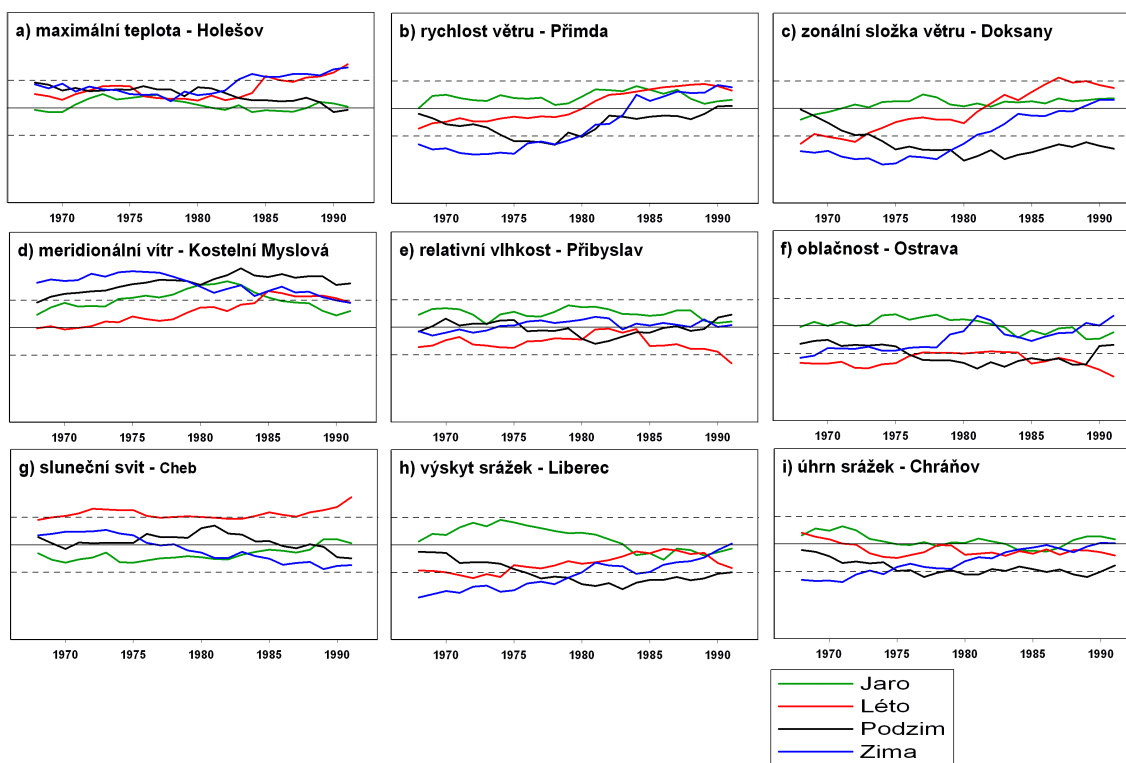 a) maximální teplota - Holešov
b) rychlost větru - Přimda
c) zonální složka větru - Doksany
1970 1975 1980 1985 1990
1970 1975 1980 1985 1990
1970 1975 1980 1985 1990
d) meridionální vítr - Kostelní Myslová
e) relativní vlhkost - Přibyslav
f) oblačnost - Ostrava
1970 1975 1980 1985 1990
1970 1975 1980 1985 1990
1970 1975 1980 1985 1990
g) sluneční svit - Cheb
h) výskyt srážek - Liberec
i) úhrn srážek - Chráňov
1970 1975 1980 1985 1990
1970 1975 1980 1985 1990
1970 1975 1980 1985 1990
Jaro
Léto
Podzim
Zima